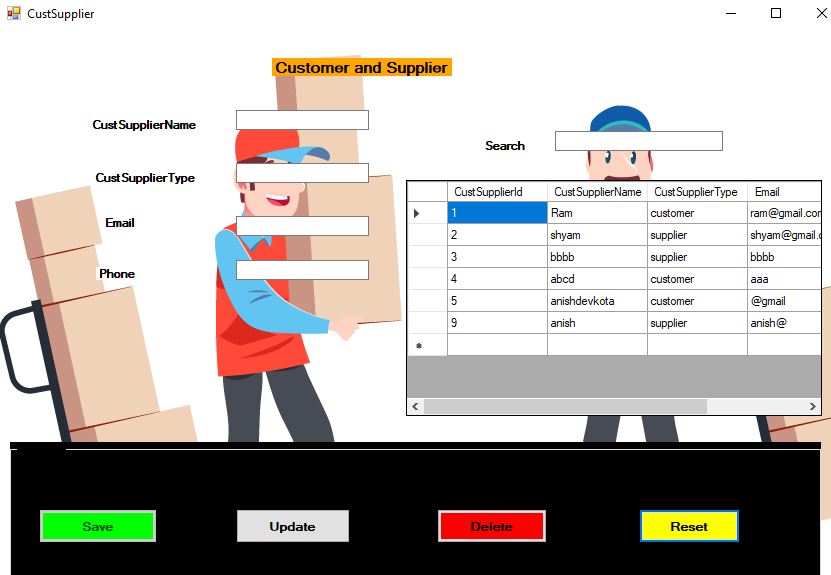 CustSupplier
Customer and Supplier
CustSupplierName
CustSupplierType
Email
Phone
Search
CustSupplierId CustSupplierName CustSupplierType Email
1 Ram customer ram@gmail.com
2 shyam supplier shyam@gmail.c
3 bbbb supplier bbbb
4 abcd customer aaa
5 anishdevkota customer @gmail
9 anish supplier anish@
Save Update Delete Reset